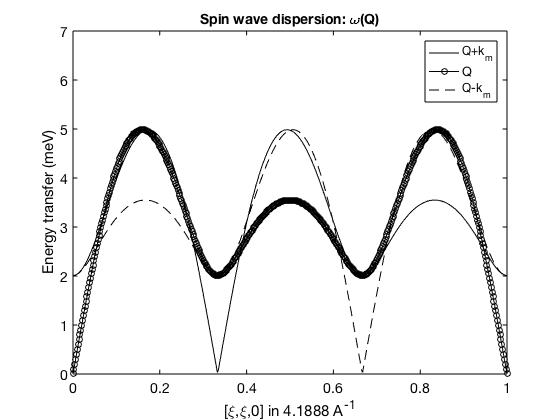 Spin wave dispersion: ω(Q)
7
6
5
4
3
2
1
0
Energy transfer (meV)
Q+k_m
Q
Q-k_m
0 0.2 0.4 0.6 0.8 1
[ξ,ξ,0] in 4.1888 A^-1